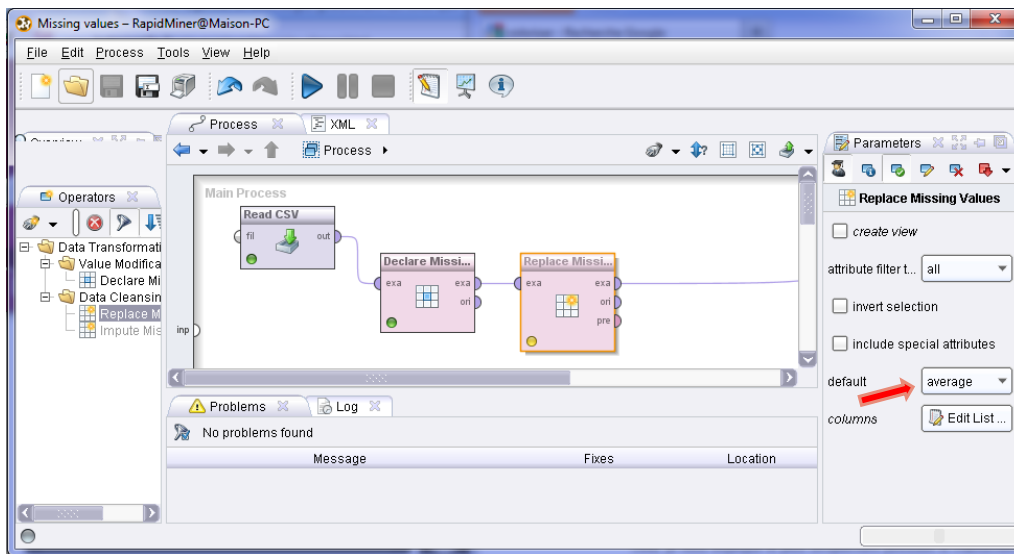 Missing values – RapidMiner@Maison-PC
File Edit Process Tools View Help
Process
XML
Process
Operators
Data Transformati
Value Modifica
Declare Mi
Data Cleansin
Replace M
Impute Mis
Main Process
Read CSV
fil
out
Declare Missi...
exa
exa
ori
Replace Missi...
exa
exa
ori
pre
inp
Problems
Log
No problems found
Message Fixes Location
Parameters
Replace Missing Values
create view
attribute filter t... all
invert selection
include special attributes
default average
columns Edit List ...